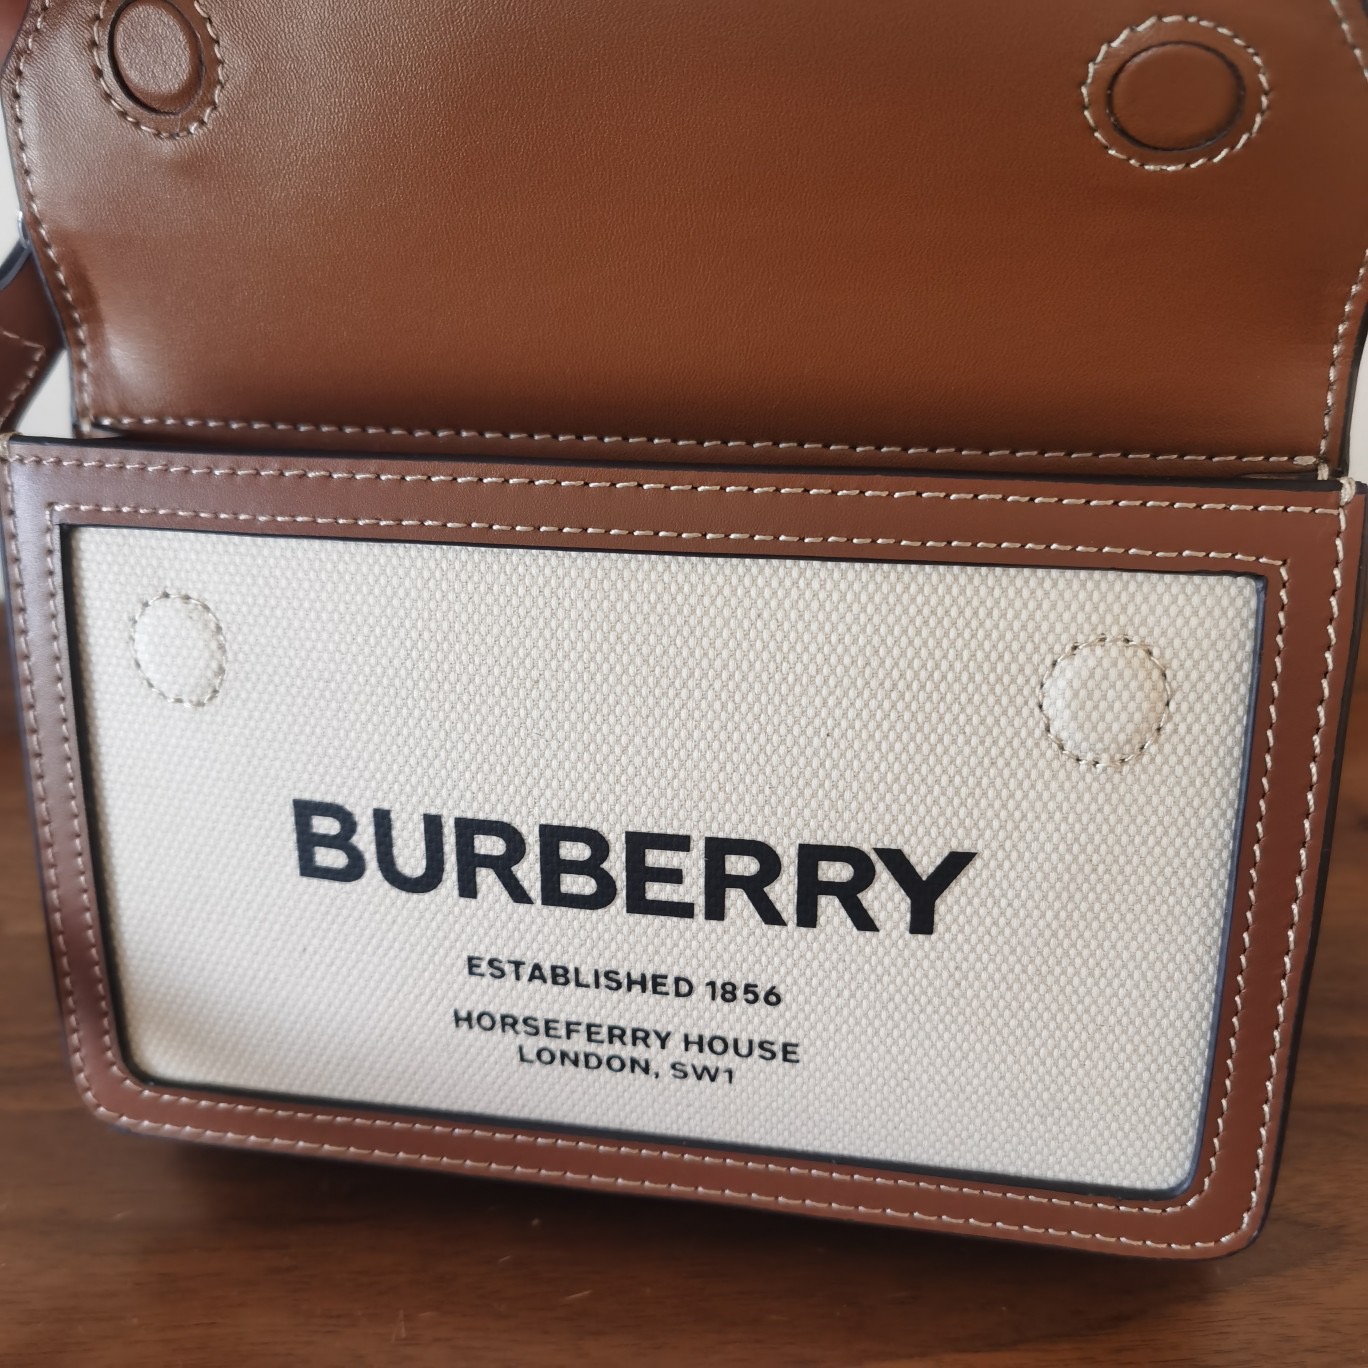 BURBERRY
ESTABLISHED 1856
HORSEFERRY HOUSE
LONDON, SW1